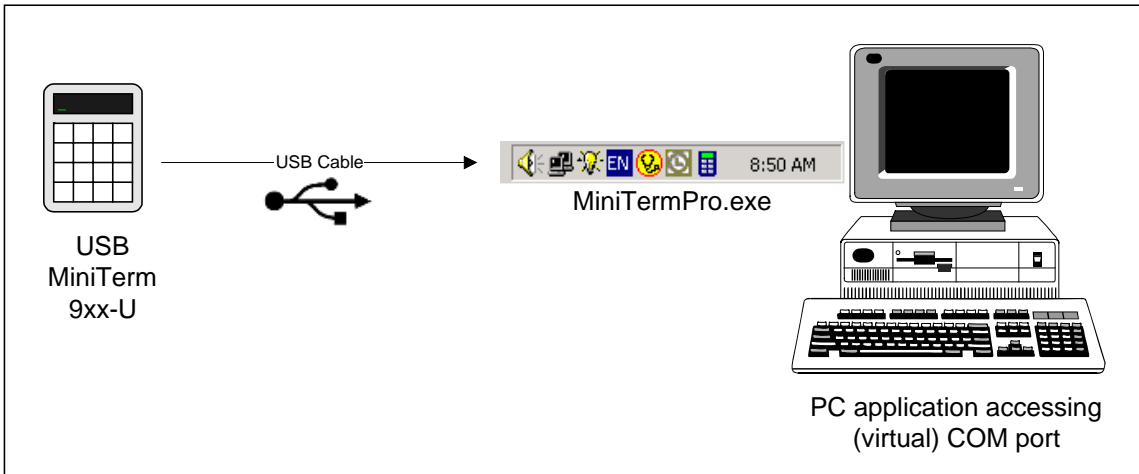 USB Cable
EN
8:50 AM
MiniTermPro.exe
USB
MiniTerm
9xx-U
PC application accessing
(virtual) COM port